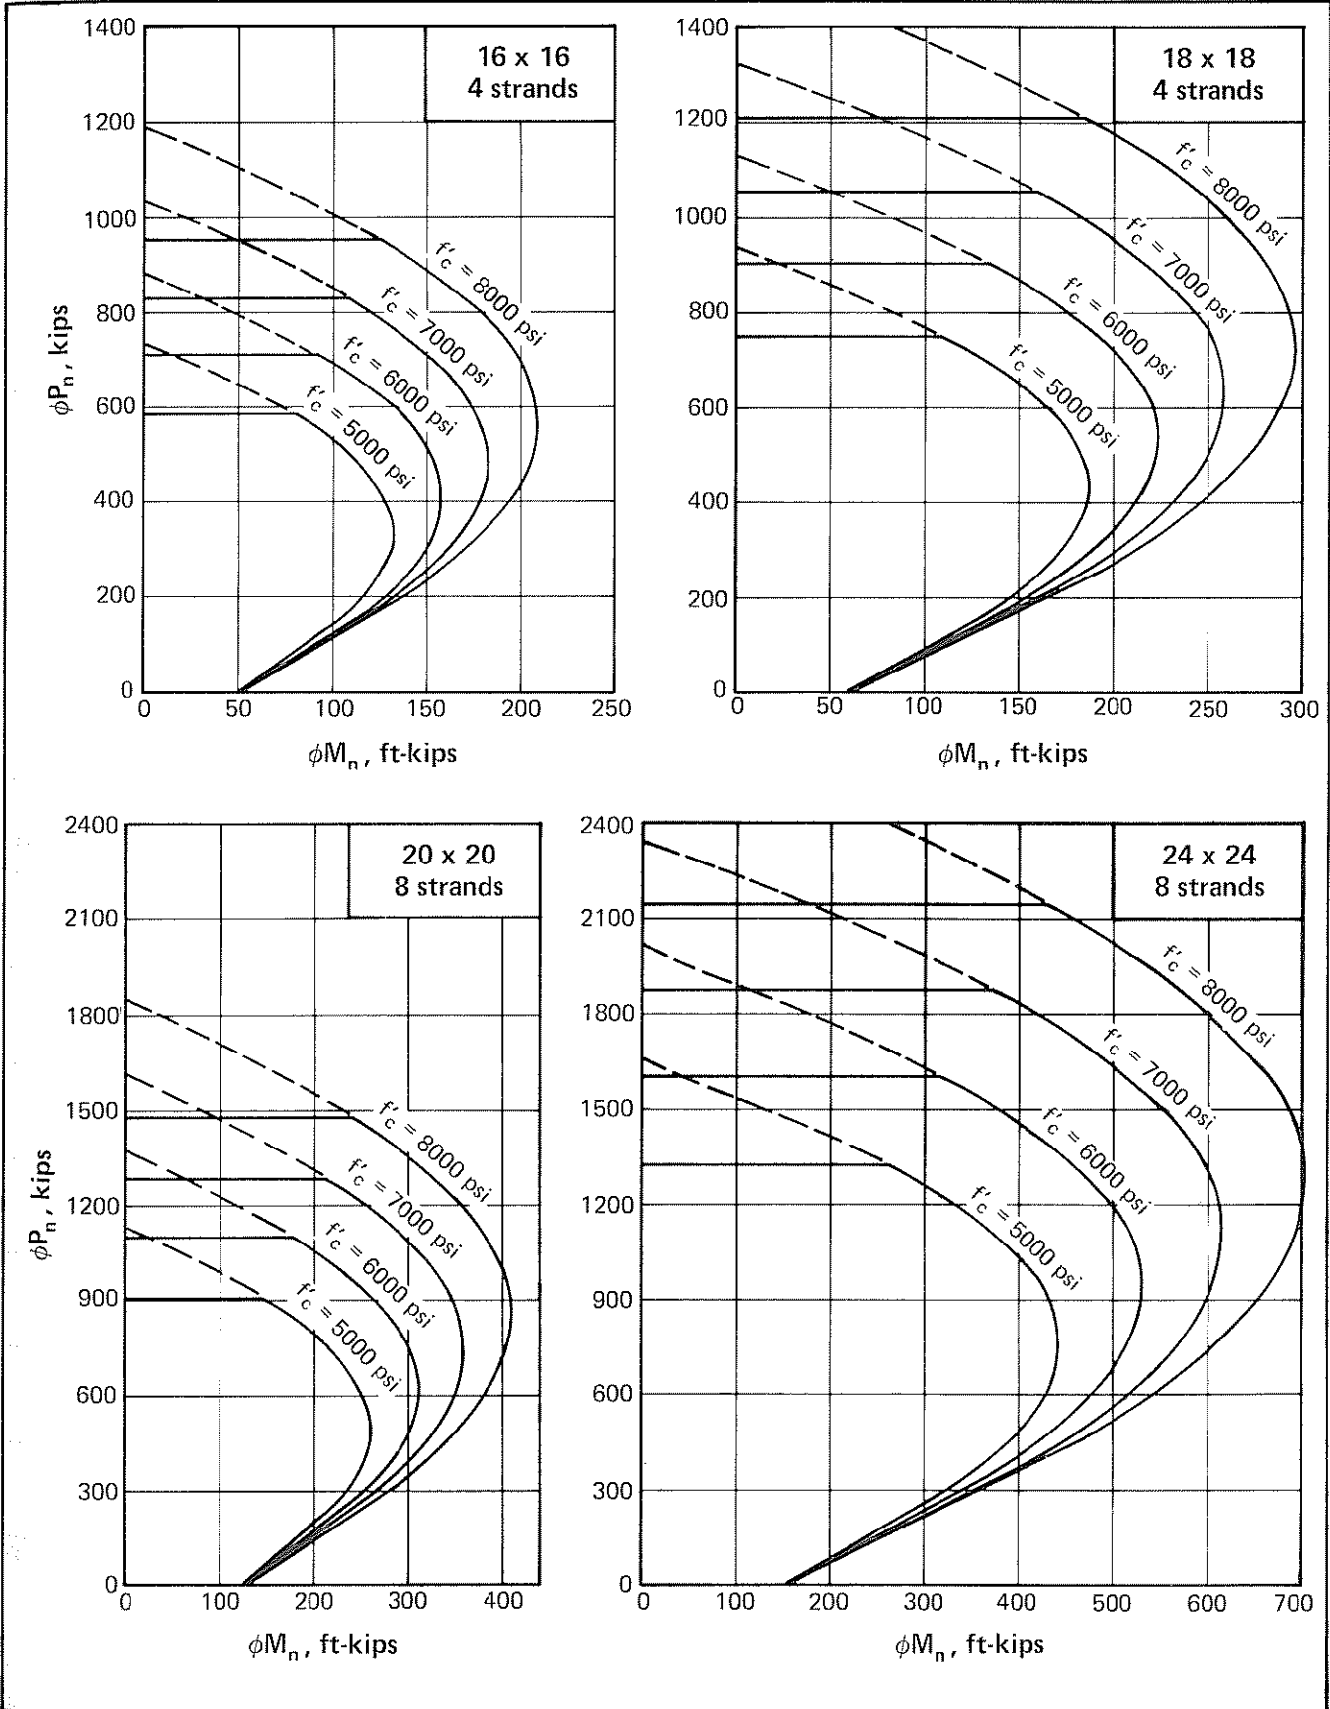 16 x 16
4 strands
1400
1200
1000
800
600
400
200
0
ϕPn, kips
f′c = 8000 psi
f′c = 7000 psi
f′c = 6000 psi
f′c = 5000 psi
0 50 100 150 200 250
ϕMn, ft-kips
18 x 18
4 strands
1400
1200
1000
800
600
400
200
0
f′c = 8000 psi
f′c = 7000 psi
f′c = 6000 psi
f′c = 5000 psi
0 50 100 150 200 250 300
ϕMn, ft-kips
20 x 20
8 strands
2400
2100
1800
1500
1200
900
600
300
0
ϕPn, kips
f′c = 8000 psi
f′c = 7000 psi
f′c = 6000 psi
f′c = 5000 psi
0 100 200 300 400
ϕMn, ft-kips
24 x 24
8 strands
2400
2100
1800
1500
1200
900
600
300
0
f′c = 8000 psi
f′c = 7000 psi
f′c = 6000 psi
f′c = 5000 psi
0 100 200 300 400 500 600 700
ϕMn, ft-kips